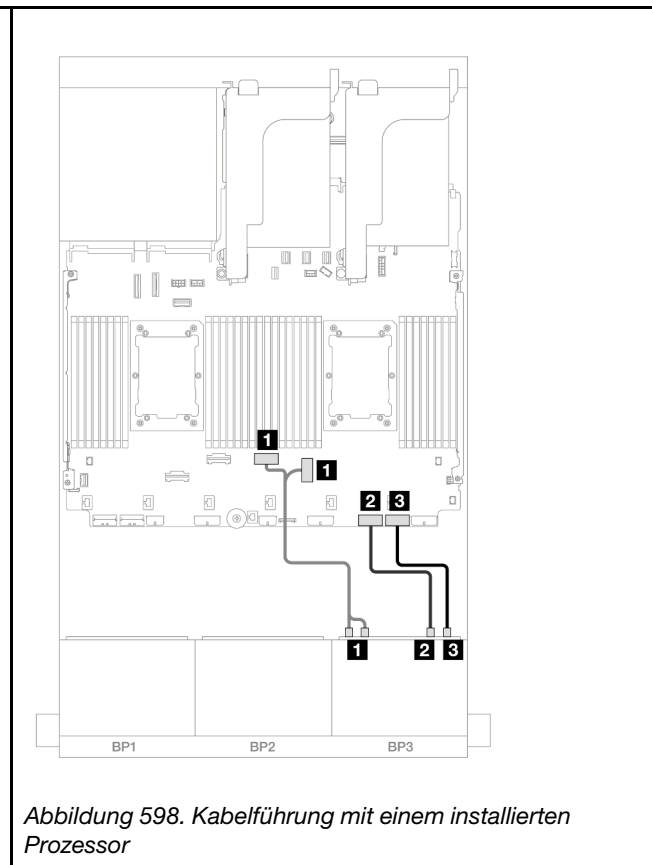 1
1
2 3
1 2 3
BP1 BP2 BP3
Abbildung 598. Kabelführung mit einem installierten
Prozessor